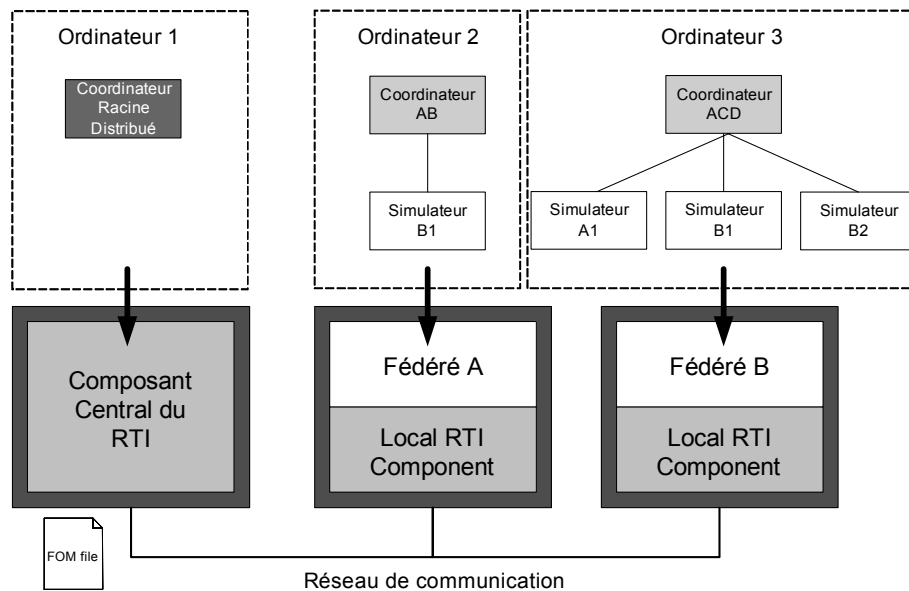 Ordinateur 1
Ordinateur 2
Ordinateur 3
Coordinateur
Racine
Distribué
Coordinateur
AB
Coordinateur
ACD
Simulateur
B1
Simulateur
A1
Simulateur
B1
Simulateur
B2
Composant
Central du
RTI
Fédéré A
Local RTI
Component
Fédéré B
Local RTI
Component
FOM file
Réseau de communication